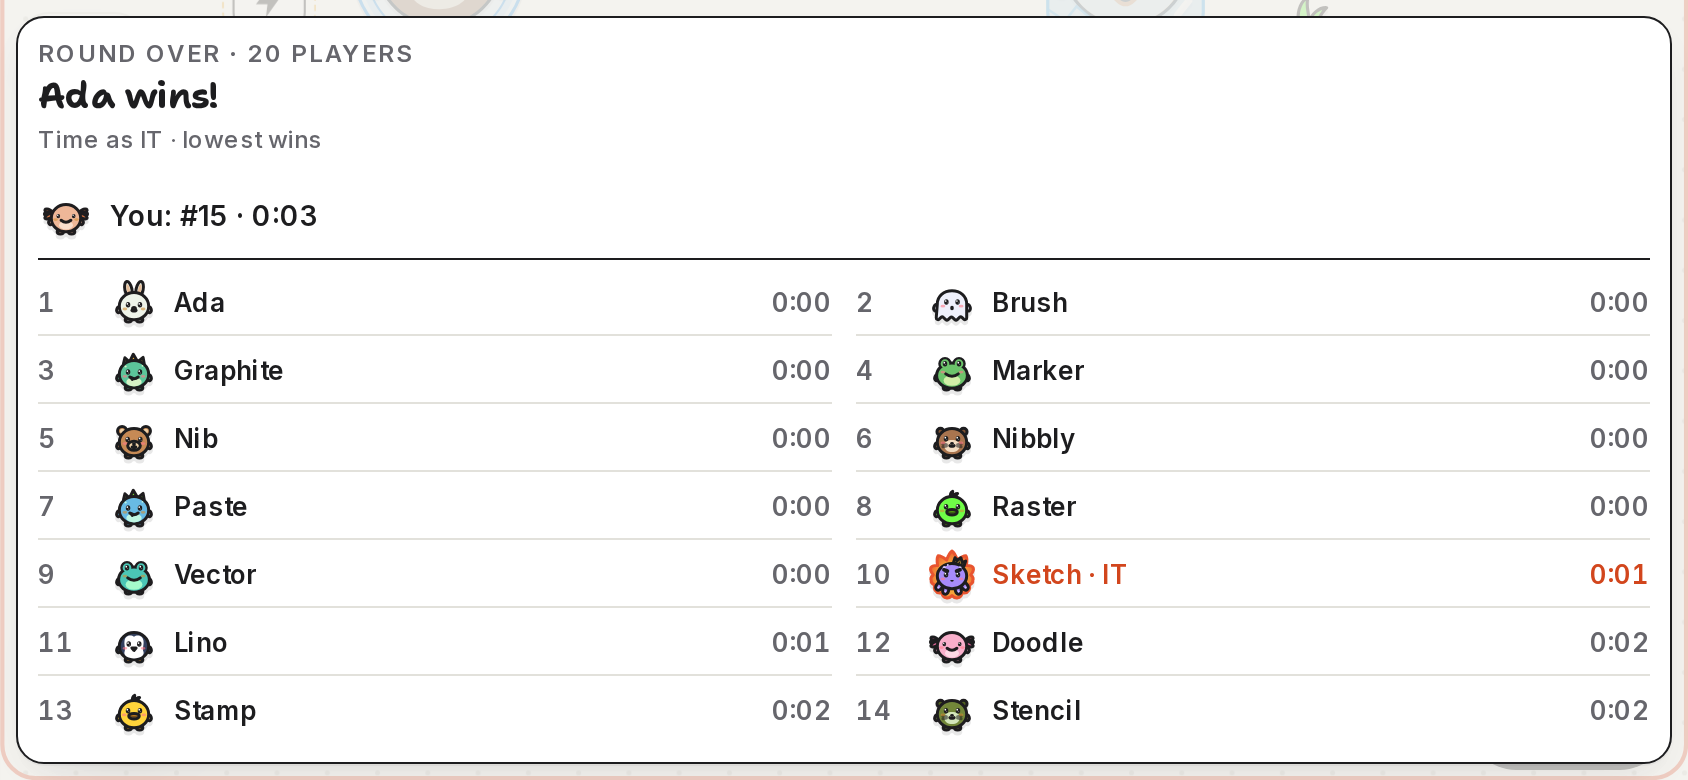 ROUND OVER · 20 PLAYERS
Ada wins!
Time as IT · lowest wins
You: #15 · 0:03
1 Ada 0:00 2 Brush 0:00
3 Graphite 0:00 4 Marker 0:00
5 Nib 0:00 6 Nibbly 0:00
7 Paste 0:00 8 Raster 0:00
9 Vector 0:00 10 Sketch · IT 0:01
11 Lino 0:01 12 Doodle 0:02
13 Stamp 0:02 14 Stencil 0:02